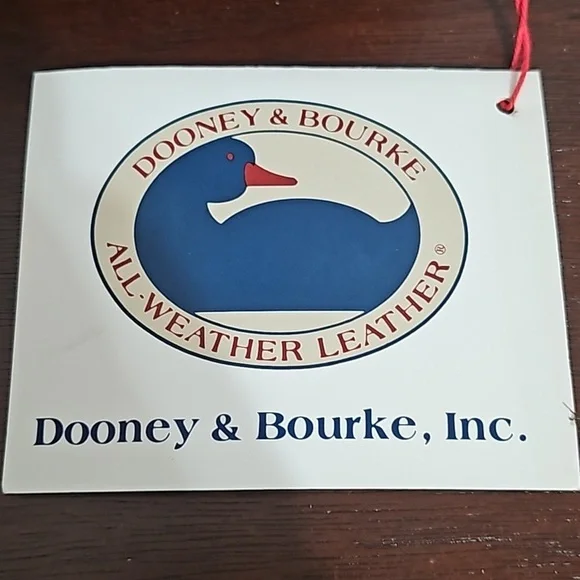 DOONEY & BOURKE
ALL-WEATHER LEATHER®
Dooney & Bourke, Inc.